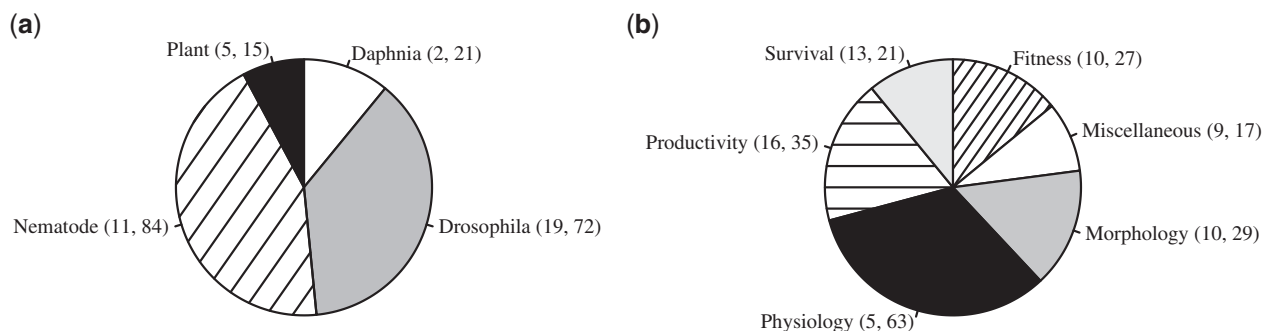 (a)
Plant (5, 15)
Daphnia (2, 21)
Nematode (11, 84)
Drosophila (19, 72)
(b)
Survival (13, 21)
Fitness (10, 27)
Miscellaneous (9, 17)
Productivity (16, 35)
Morphology (10, 29)
Physiology (5, 63)